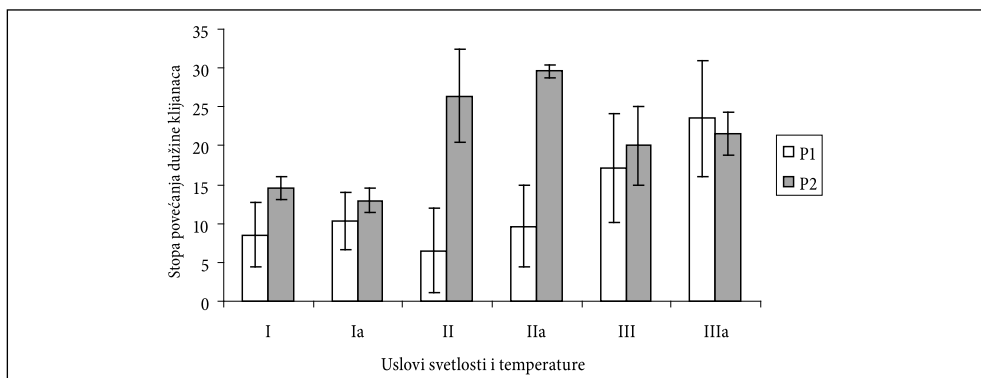 Stopa povećanja dužine klijanaca
35
30
25
20
15
10
5
0
I Ia II IIa III IIIa
Uslovi svetlosti i temperature
P1
P2